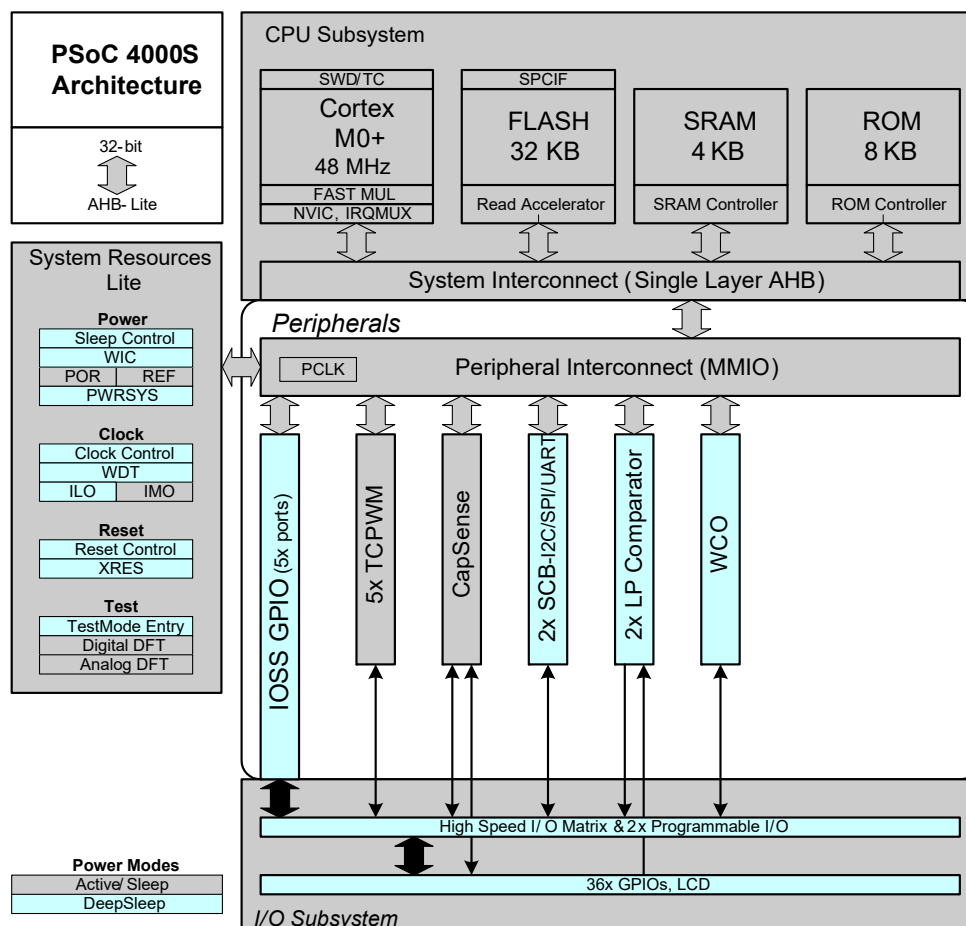 PSoC 4000S
Architecture
32-bit
AHB- Lite
CPU Subsystem
SWD/TC
Cortex
M0+
48 MHz
FAST MUL
NVIC, IRQMUX
SPCIF
FLASH
32 KB
Read Accelerator
SRAM
4 KB
SRAM Controller
ROM
8 KB
ROM Controller
System Interconnect (Single Layer AHB)
System Resources
Lite
Power
Sleep Control
WIC
POR REF
PWRSYS
Clock
Clock Control
WDT
ILO IMO
Reset
Reset Control
XRES
Test
TestMode Entry
Digital DFT
Analog DFT
Peripherals
PCLK
Peripheral Interconnect (MMIO)
IOSS GPIO (5x ports)
5x TCPWM
CapSense
2x SCB-I2C/SPI/UART
2x LP Comparator
WCO
High Speed I/O Matrix & 2x Programmable I/O
36x GPIOs, LCD
I/O Subsystem
Power Modes
Active/Sleep
DeepSleep